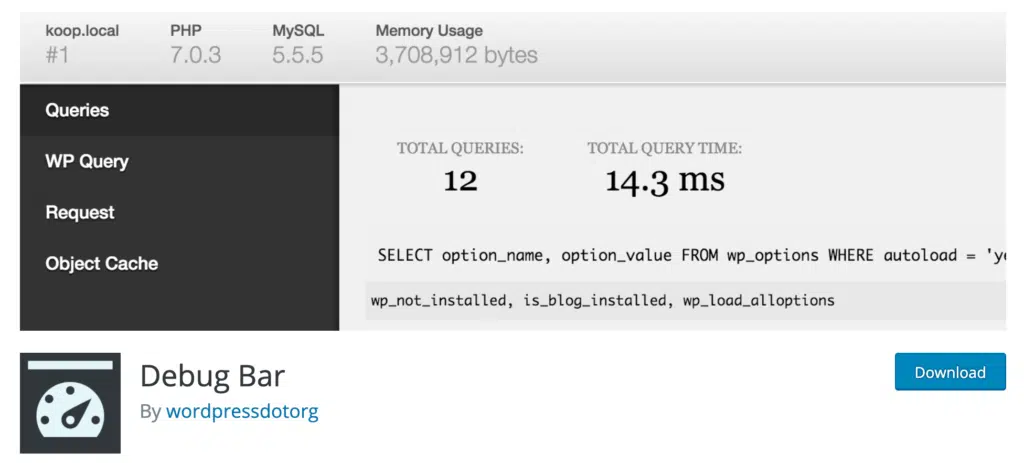 koop.local PHP MySQL Memory Usage
#1 7.0.3 5.5.5 3,708,912 bytes
Queries
WP Query
Request
Object Cache
TOTAL QUERIES: TOTAL QUERY TIME:
12 14.3 ms
SELECT option_name, option_value FROM wp_options WHERE autoload = 'ye
wp_not_installed, is_blog_installed, wp_load_alloptions
Debug Bar
By wordpressdotorg
Download